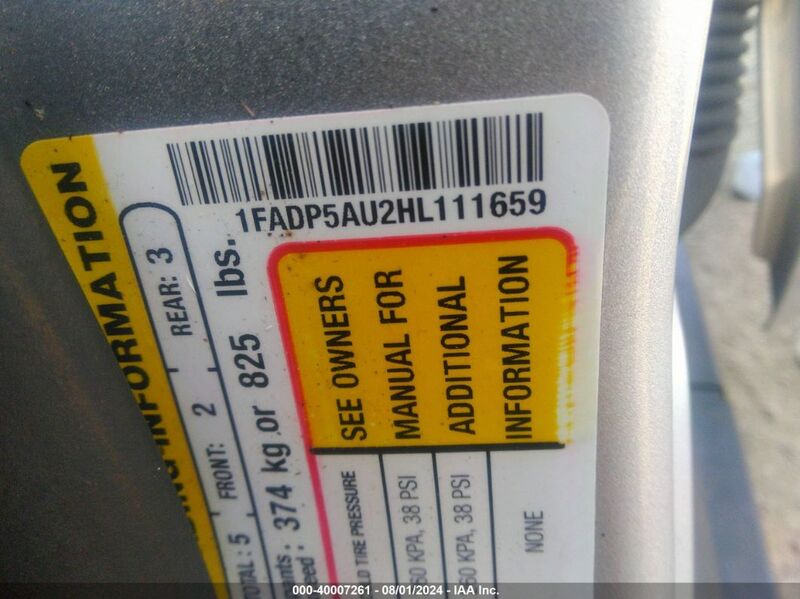 1FADP5AU2HL111659
INFORMATION
TOTAL: 5 FRONT: 2 REAR: 3
374 kg or 825 lbs.
SEE OWNERS
MANUAL FOR
ADDITIONAL
INFORMATION
TIRE PRESSURE
KPA, 38 PSI
KPA, 38 PSI
NONE
000-40007261 - 08/01/2024 - IAA Inc.